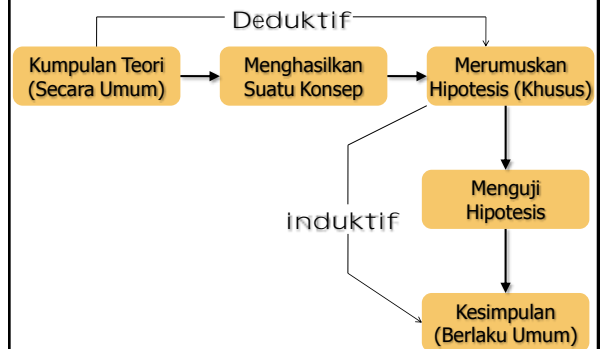 Deduktif
Kumpulan Teori
(Secara Umum)
Menghasilkan
Suatu Konsep
Merumuskan
Hipotesis (Khusus)
Menguji
Hipotesis
induktif
Kesimpulan
(Berlaku Umum)